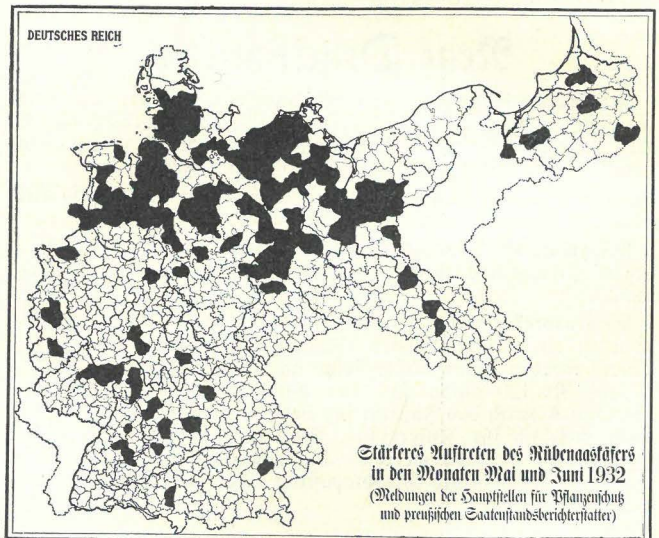 DEUTSCHES REICH
Stärkeres Auftreten des Rübenaaskäfers
in den Monaten Mai und Juni 1932
(Meldungen der Hauptstellen für Pflanzenschutz
und preußischen Saatenstandsberichterstatter)